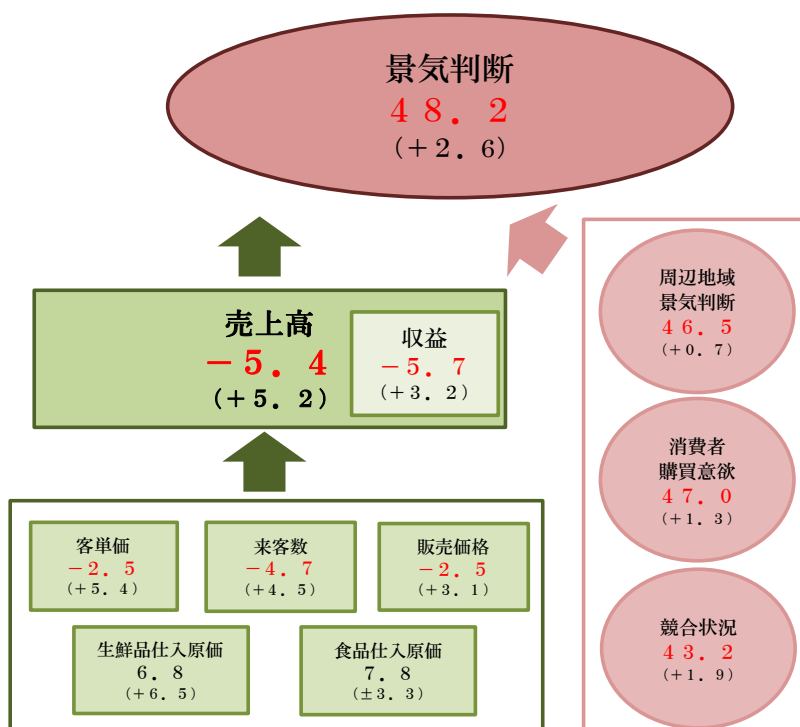 景気判断
４８．２
（＋２．６）
売上高
－５．４
（＋５．２）
収益
－５．７
（＋３．２）
客単価
－２．５
（＋５．４）
来客数
－４．７
（＋４．５）
販売価格
－２．５
（＋３．１）
生鮮品仕入原価
６．８
（＋６．５）
食品仕入原価
７．８
（±３．３）
周辺地域
景気判断
４６．５
（＋０．７）
消費者
購買意欲
４７．０
（＋１．３）
競合状況
４３．２
（＋１．９）